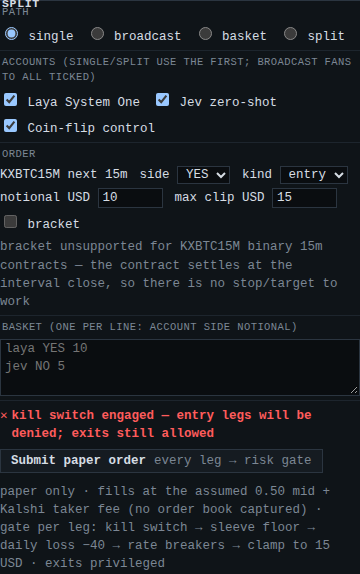 SPLIT
PATH
single broadcast basket split
ACCOUNTS (SINGLE/SPLIT USE THE FIRST; BROADCAST FANS
TO ALL TICKED)
Laya System One Jev zero-shot
Coin-flip control
ORDER
KXBTC15M next 15m side YES kind entry
notional USD 10 max clip USD 15
bracket
bracket unsupported for KXBTC15M binary 15m
contracts — the contract settles at the
interval close, so there is no stop/target to
work
BASKET (ONE PER LINE: ACCOUNT SIDE NOTIONAL)
laya YES 10
jev NO 5
× kill switch engaged — entry legs will be
denied; exits still allowed
Submit paper order every leg → risk gate
paper only · fills at the assumed 0.50 mid +
Kalshi taker fee (no order book captured) ·
gate per leg: kill switch → sleeve floor →
daily loss −40 → rate breakers → clamp to 15
USD · exits privileged